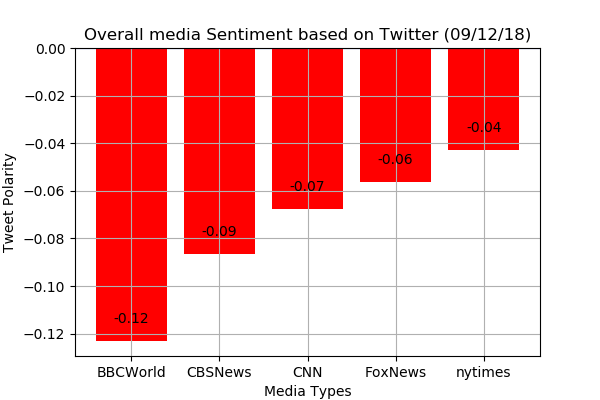 Overall media Sentiment based on Twitter (09/12/18)
0.00
−0.02
−0.04
−0.06
−0.08
−0.10
−0.12
Tweet Polarity
-0.12
-0.09
-0.07
-0.06
-0.04
BBCWorld
CBSNews
CNN
FoxNews
nytimes
Media Types